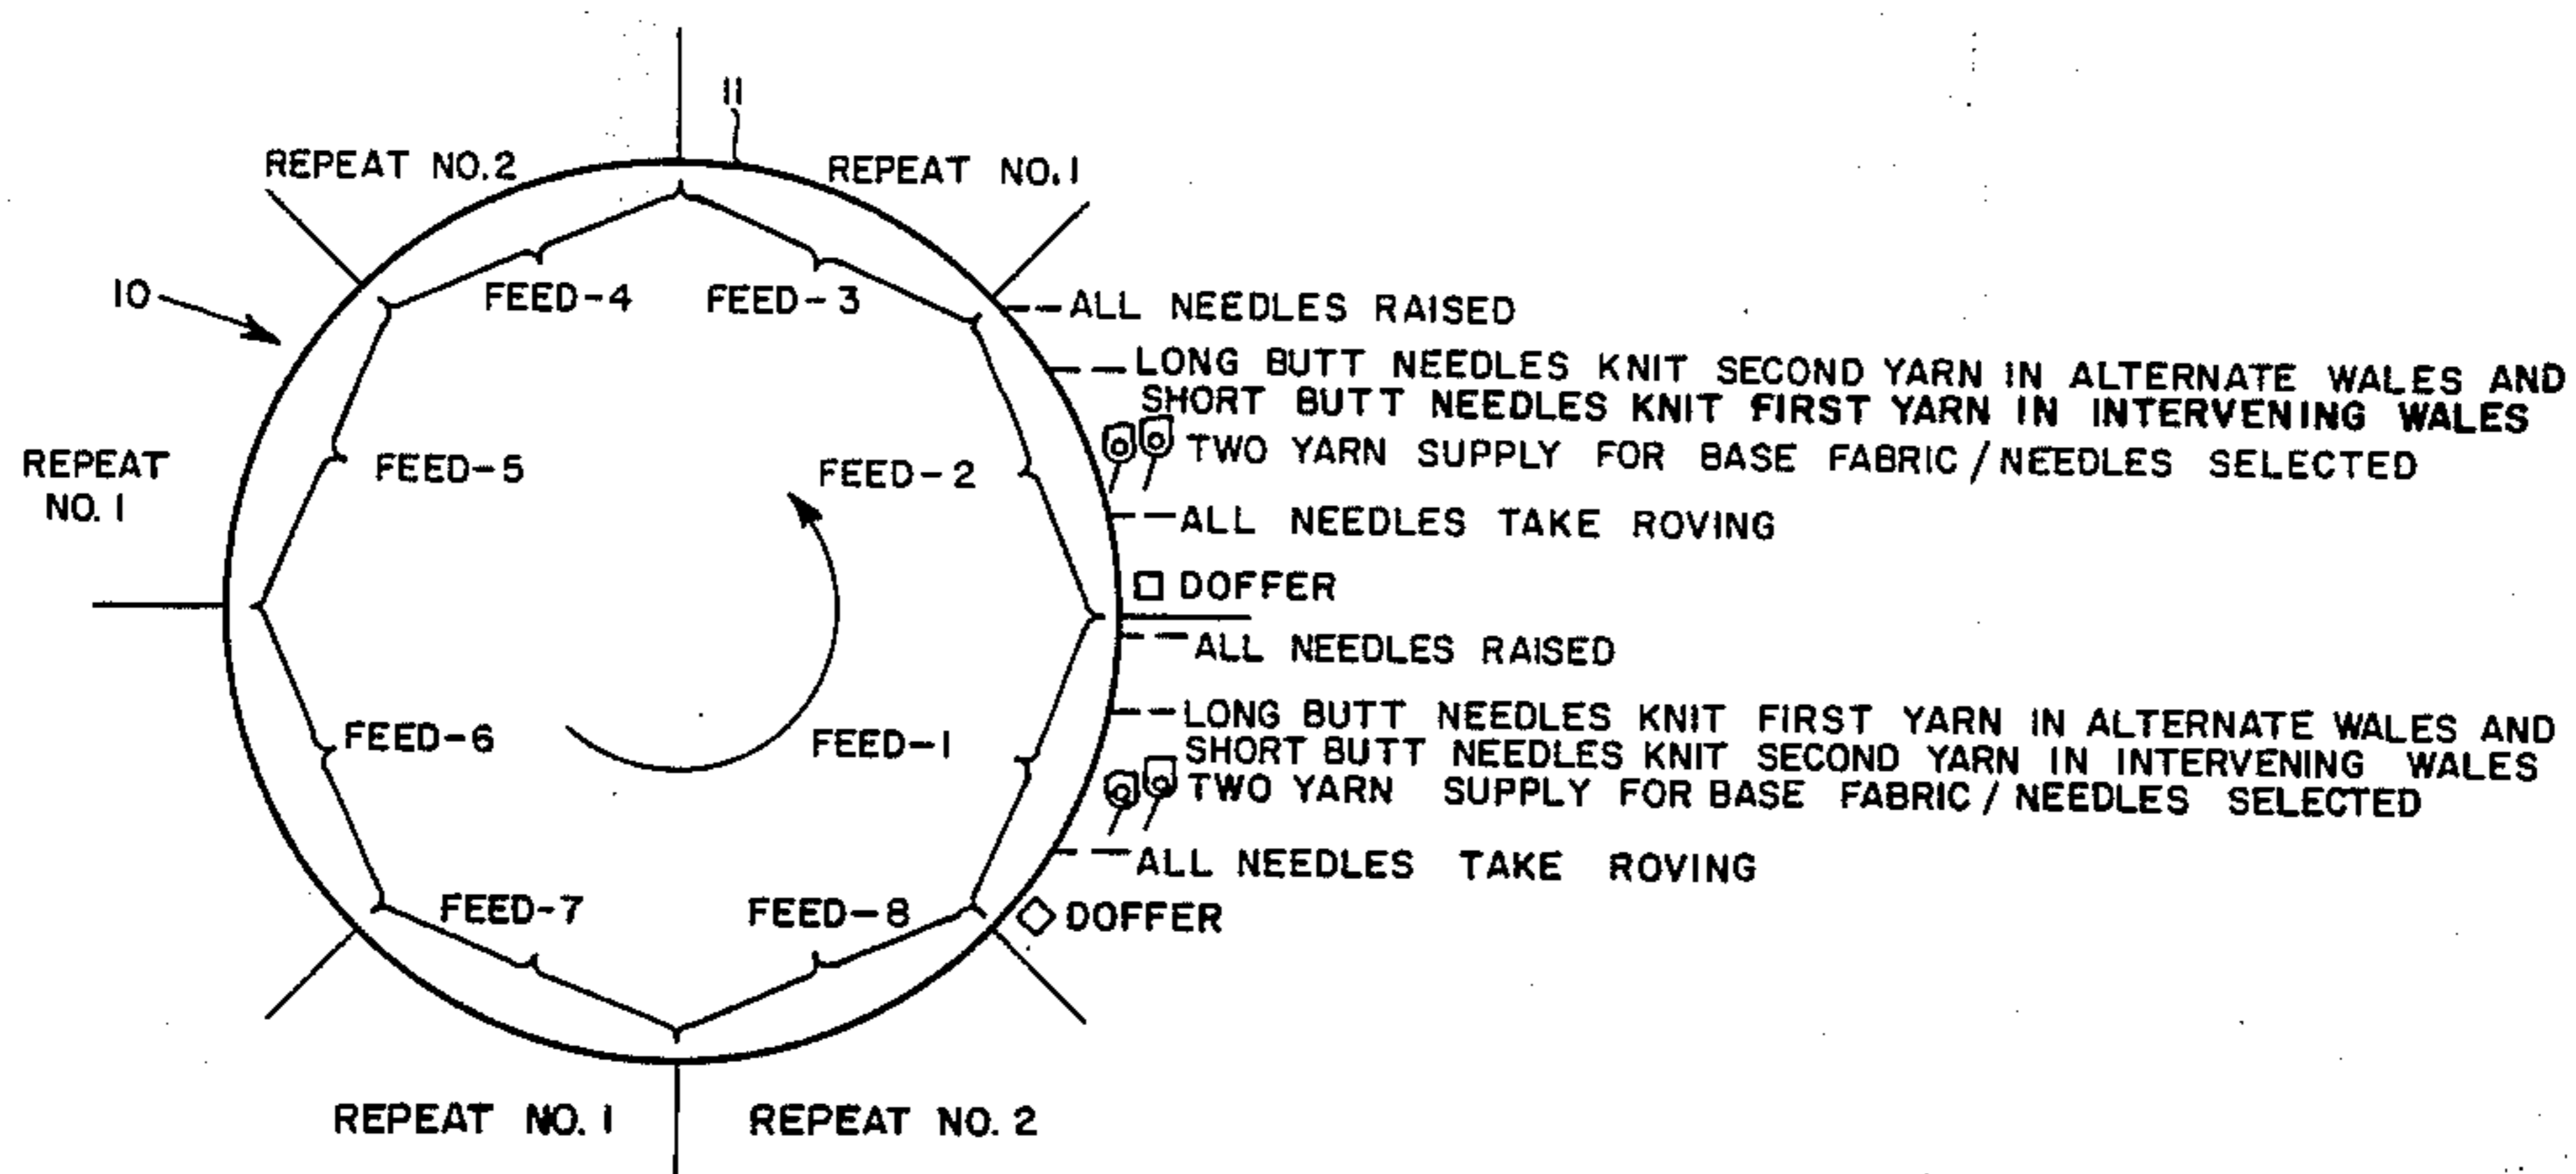 11
REPEAT NO. 2
REPEAT NO. 1
10
FEED-4
FEED-3
ALL NEEDLES RAISED
LONG BUTT NEEDLES KNIT SECOND YARN IN ALTERNATE WALES AND
SHORT BUTT NEEDLES KNIT FIRST YARN IN INTERVENING WALES
TWO YARN SUPPLY FOR BASE FABRIC / NEEDLES SELECTED
REPEAT
NO. 1
FEED-5
FEED-2
ALL NEEDLES TAKE ROVING
DOFFER
ALL NEEDLES RAISED
LONG BUTT NEEDLES KNIT FIRST YARN IN ALTERNATE WALES AND
SHORT BUTT NEEDLES KNIT SECOND YARN IN INTERVENING WALES
TWO YARN SUPPLY FOR BASE FABRIC / NEEDLES SELECTED
FEED-6
FEED-1
ALL NEEDLES TAKE ROVING
FEED-7
FEED-8
DOFFER
REPEAT NO. 1
REPEAT NO. 2